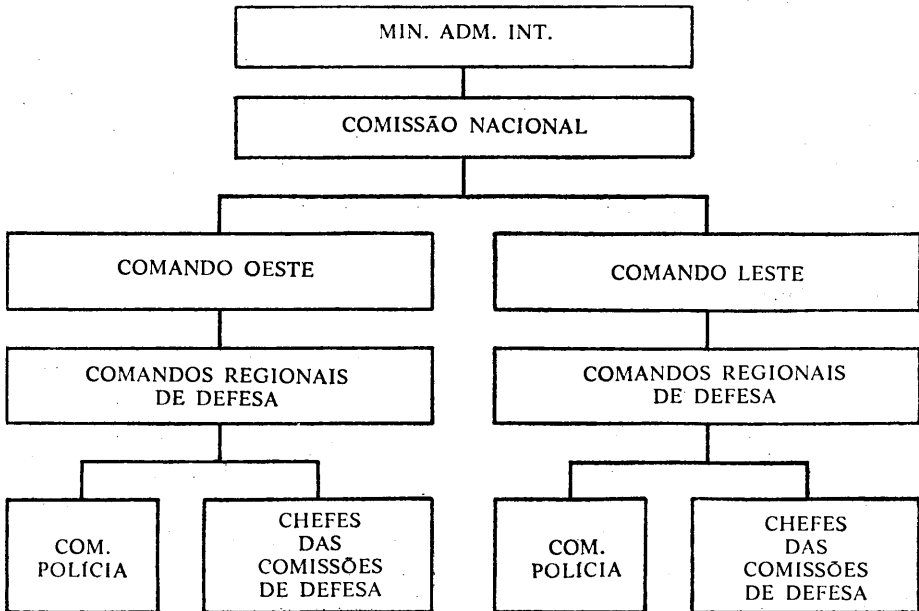 MIN. ADM. INT.
COMISSÃO NACIONAL
COMANDO OESTE
COMANDO LESTE
COMANDOS REGIONAIS
DE DEFESA
COMANDOS REGIONAIS
DE DEFESA
COM.
POLÍCIA
CHEFES
DAS
COMISSÕES
DE DEFESA
COM.
POLÍCIA
CHEFES
DAS
COMISSÕES
DE DEFESA